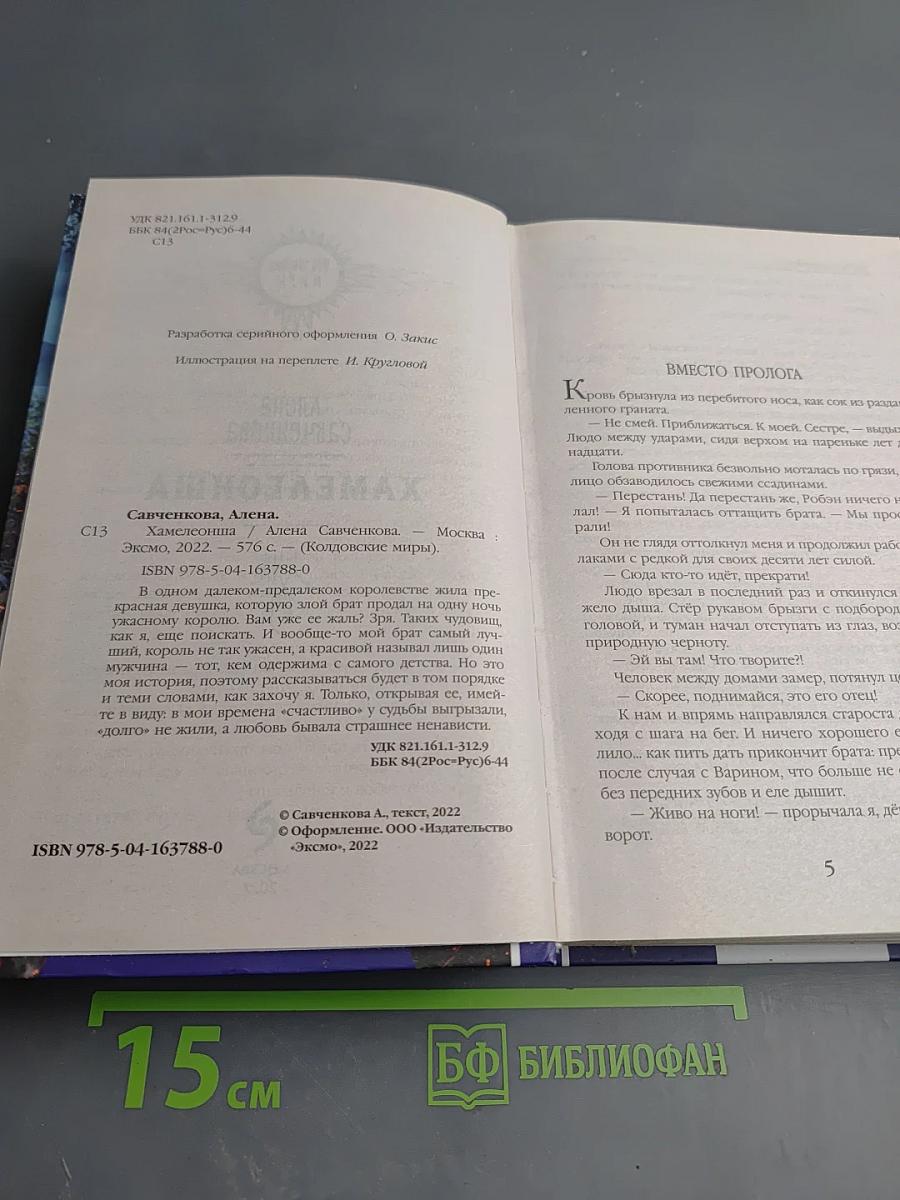 УДК 821.161.1-312.9
ББК 84(2Рос=Рус)6-44
С13
Разработка серийного оформления О. Закис
Иллюстрация на переплете И. Кругловой
Савченкова, Алена.
С13 Хамелеонша / Алена Савченкова. — Москва :
Эксмо, 2022. — 576 с. — (Колдовские миры).
ISBN 978-5-04-163788-0
В одном далеком-предалеком королевстве жила пре-
красная девушка, которую злой брат продал на одну ночь
ужасному королю. Вам уже ее жаль? Зря. Таких чудовищ,
как я, еще поискать. И вообще-то мой брат самый луч-
ший, король не так ужасен, а красивой называл лишь один
мужчина — тот, кем одержима с самого детства. Но это
моя история, поэтому рассказываться будет в том порядке
и теми словами, как захочу я. Только, открывая ее, имей-
те в виду: в мои времена «счастливо» у судьбы выгрызали,
«долго» не жили, а любовь бывала страшнее ненависти.
УДК 821.161.1-312.9
ББК 84(2Рос=Рус)6-44
© Савченкова А., текст, 2022
© Оформление. ООО «Издательство
«Эксмо», 2022
ISBN 978-5-04-163788-0
ВМЕСТО ПРОЛОГА
Кровь брызнула из перебитого носа, как сок из разда
ленного граната.
— Не смей. Приближаться. К моей. Сестре, — выдых
Людо между ударами, сидя верхом на пареньке лет д
надцати.
Голова противника безвольно моталась по грязи,
лицо обзаводилось свежими ссадинами.
— Перестань! Да перестань же, Робэн ничего н
лал! — Я попыталась оттащить брата. — Мы прос
рали!
Он не глядя оттолкнул меня и продолжил рабо
лаками с редкой для своих десяти лет силой.
— Сюда кто-то идёт, прекрати!
Людо врезал в последний раз и откинулся
жело дыша. Стёр рукавом брызги с подбород
головой, и туман начал отступать из глаз, воз
природную черноту.
— Эй вы там! Что творите?!
Человек между домами замер, потянул це
— Скорее, поднимайся, это его отец!
К нам и впрямь направлялся староста д
ходя с шага на бег. И ничего хорошего е
лило... как пить дать прикончит брата: пре
после случая с Варином, что больше не
без передних зубов и еле дышит.
— Живо на ноги! — прорычала я, дё
ворот.
5
15 см
БФ БИБЛИОФАН